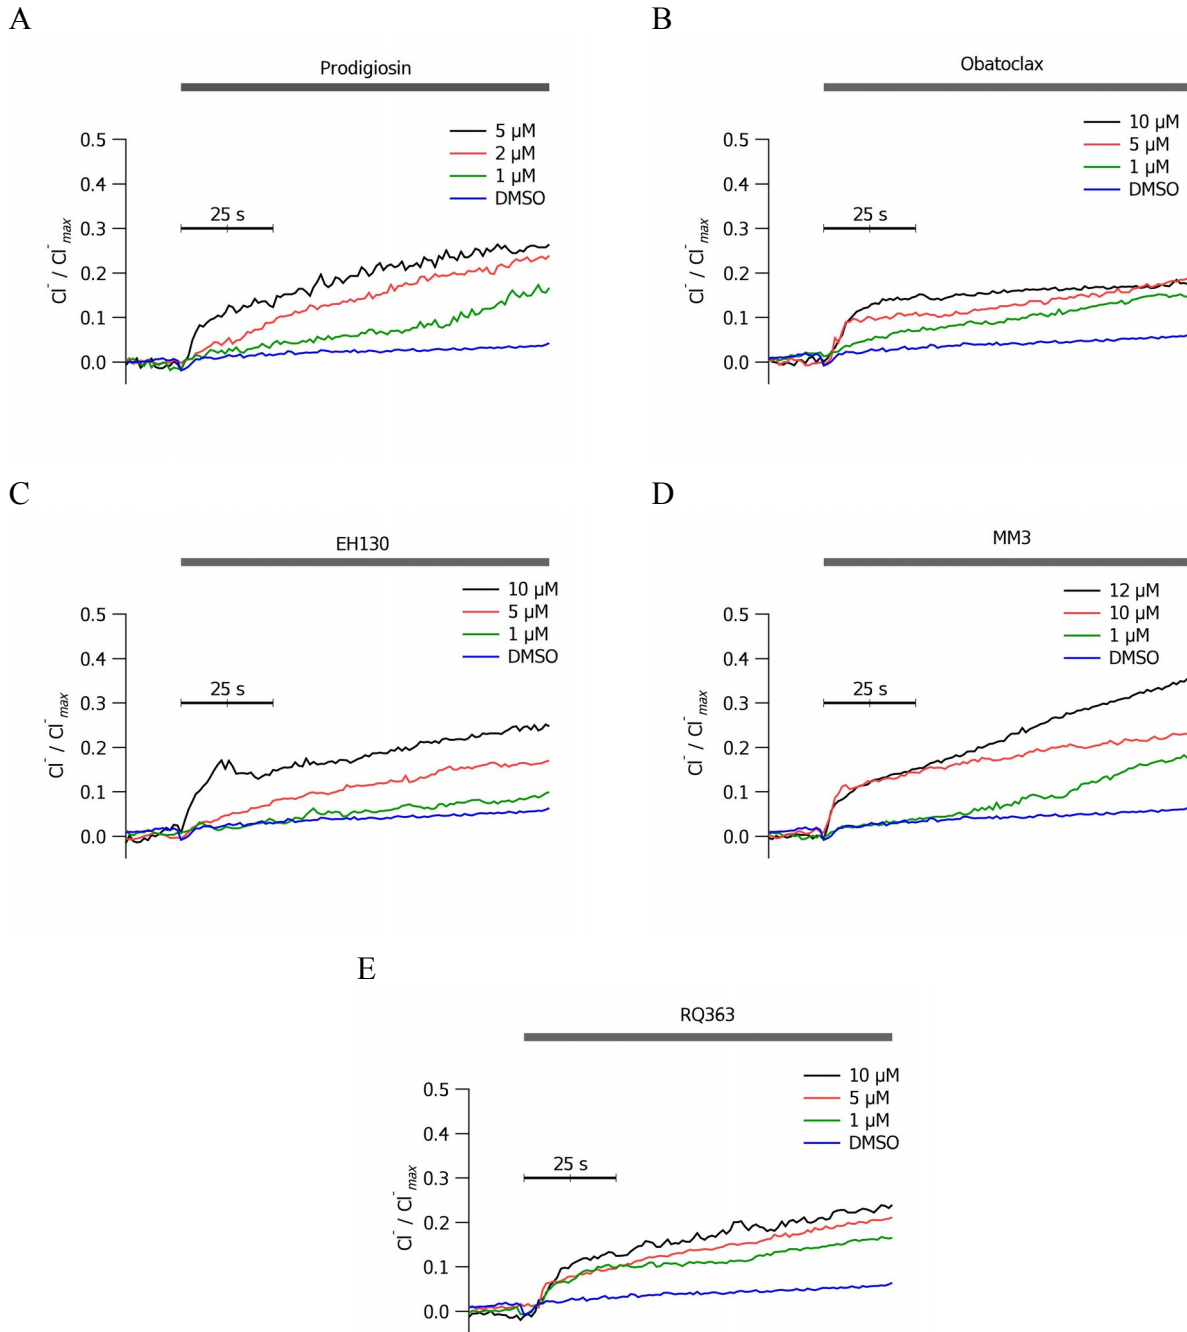 A
Prodigiosin
5 µM
2 µM
1 µM
DMSO
0.5
0.4
0.3
0.2
0.1
0.0
25 s
Cl⁻ / Cl⁻max
B
Obatoclax
10 µM
5 µM
1 µM
DMSO
0.5
0.4
0.3
0.2
0.1
0.0
25 s
Cl⁻ / Cl⁻max
C
EH130
10 µM
5 µM
1 µM
DMSO
0.5
0.4
0.3
0.2
0.1
0.0
25 s
Cl⁻ / Cl⁻max
D
MM3
12 µM
10 µM
1 µM
DMSO
0.5
0.4
0.3
0.2
0.1
0.0
25 s
Cl⁻ / Cl⁻max
E
RQ363
10 µM
5 µM
1 µM
DMSO
0.5
0.4
0.3
0.2
0.1
0.0
25 s
Cl⁻ / Cl⁻max